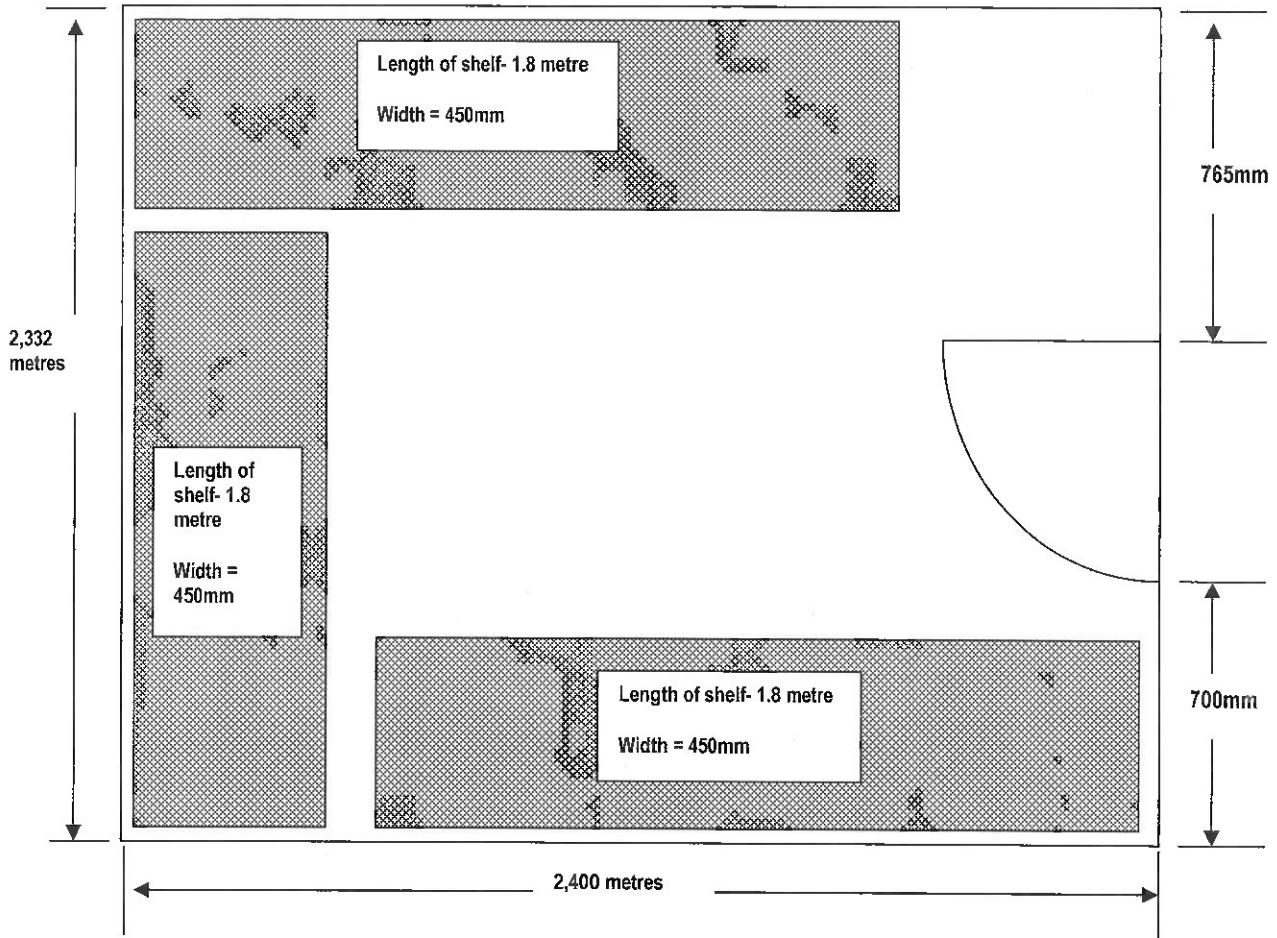 Length of shelf- 1.8 metre
Width = 450mm
765mm
2,332
metres
Length of
shelf- 1.8
metre
Width =
450mm
Length of shelf- 1.8 metre
Width = 450mm
700mm
2,400 metres